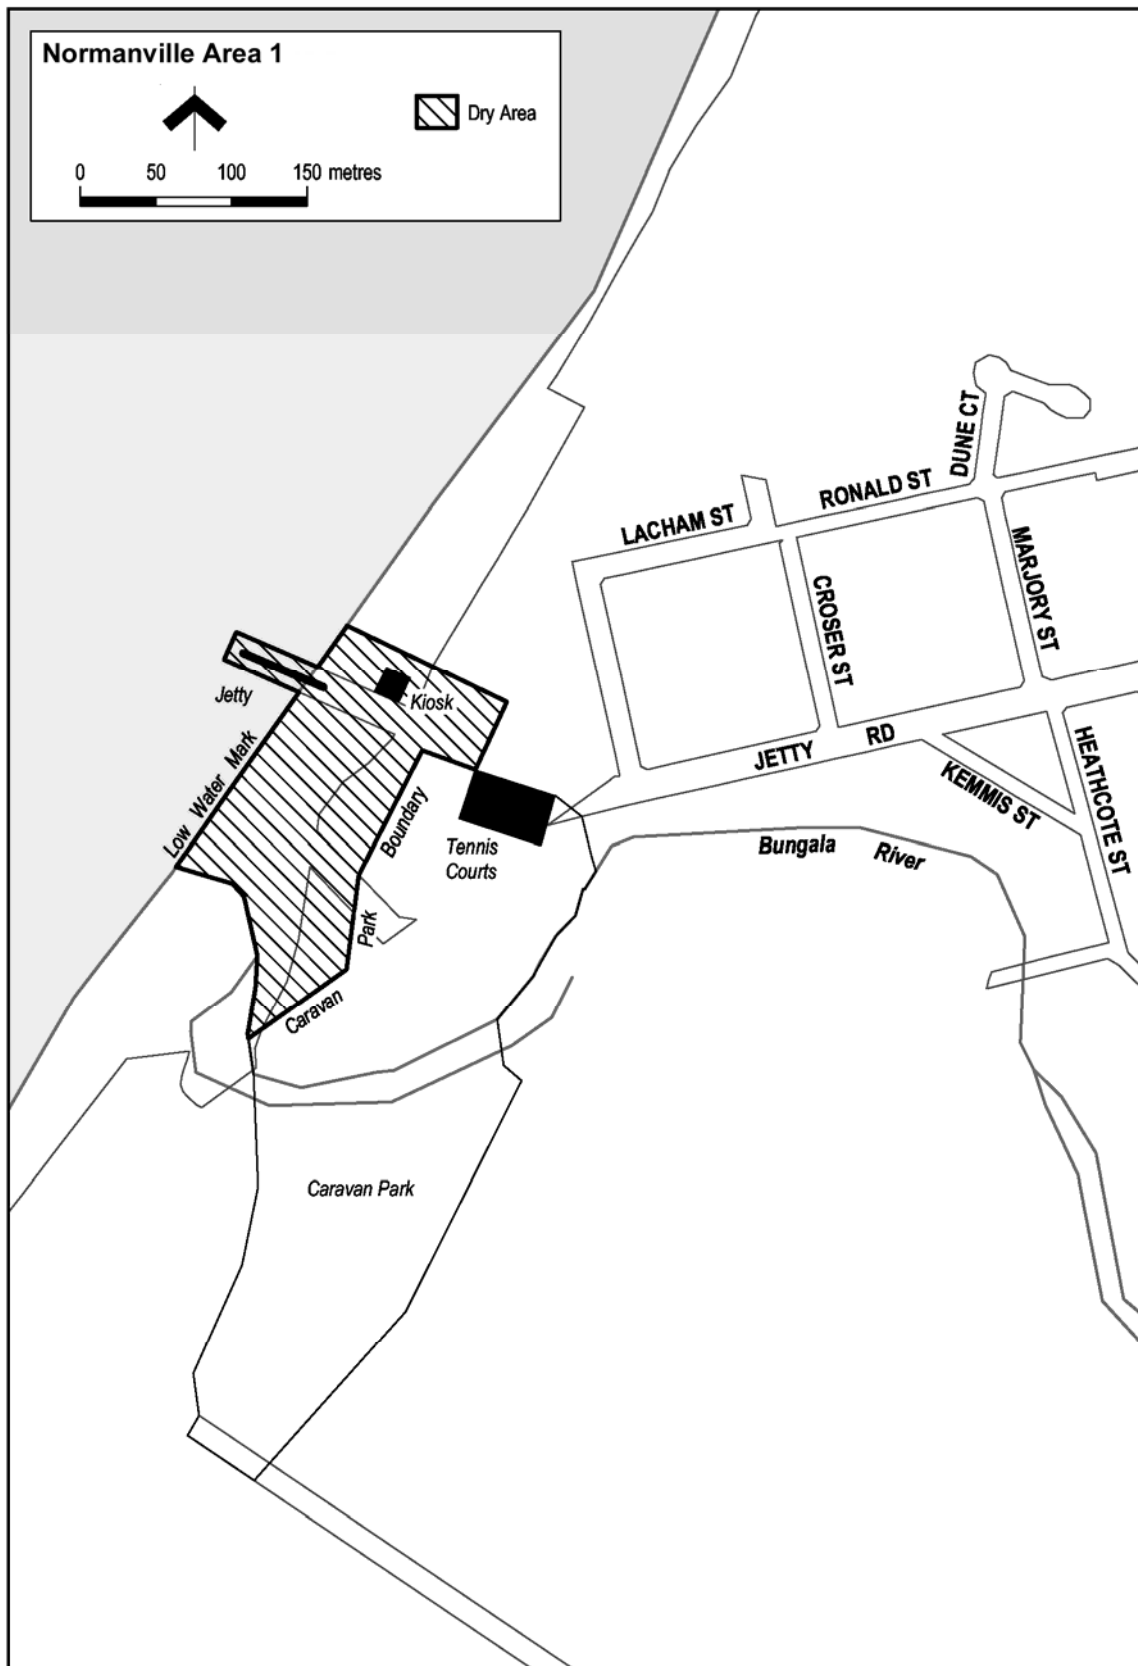 Normanville Area 1
Dry Area
0 50 100 150 metres
DUNE CT
RONALD ST
LACHAM ST
MARJORY ST
CROSER ST
Jetty
Kiosk
JETTY RD
HEATHCOTE ST
KEMMIS ST
Low Water Mark
Caravan Park Boundary
Tennis
Courts
Bungala River
Caravan Park